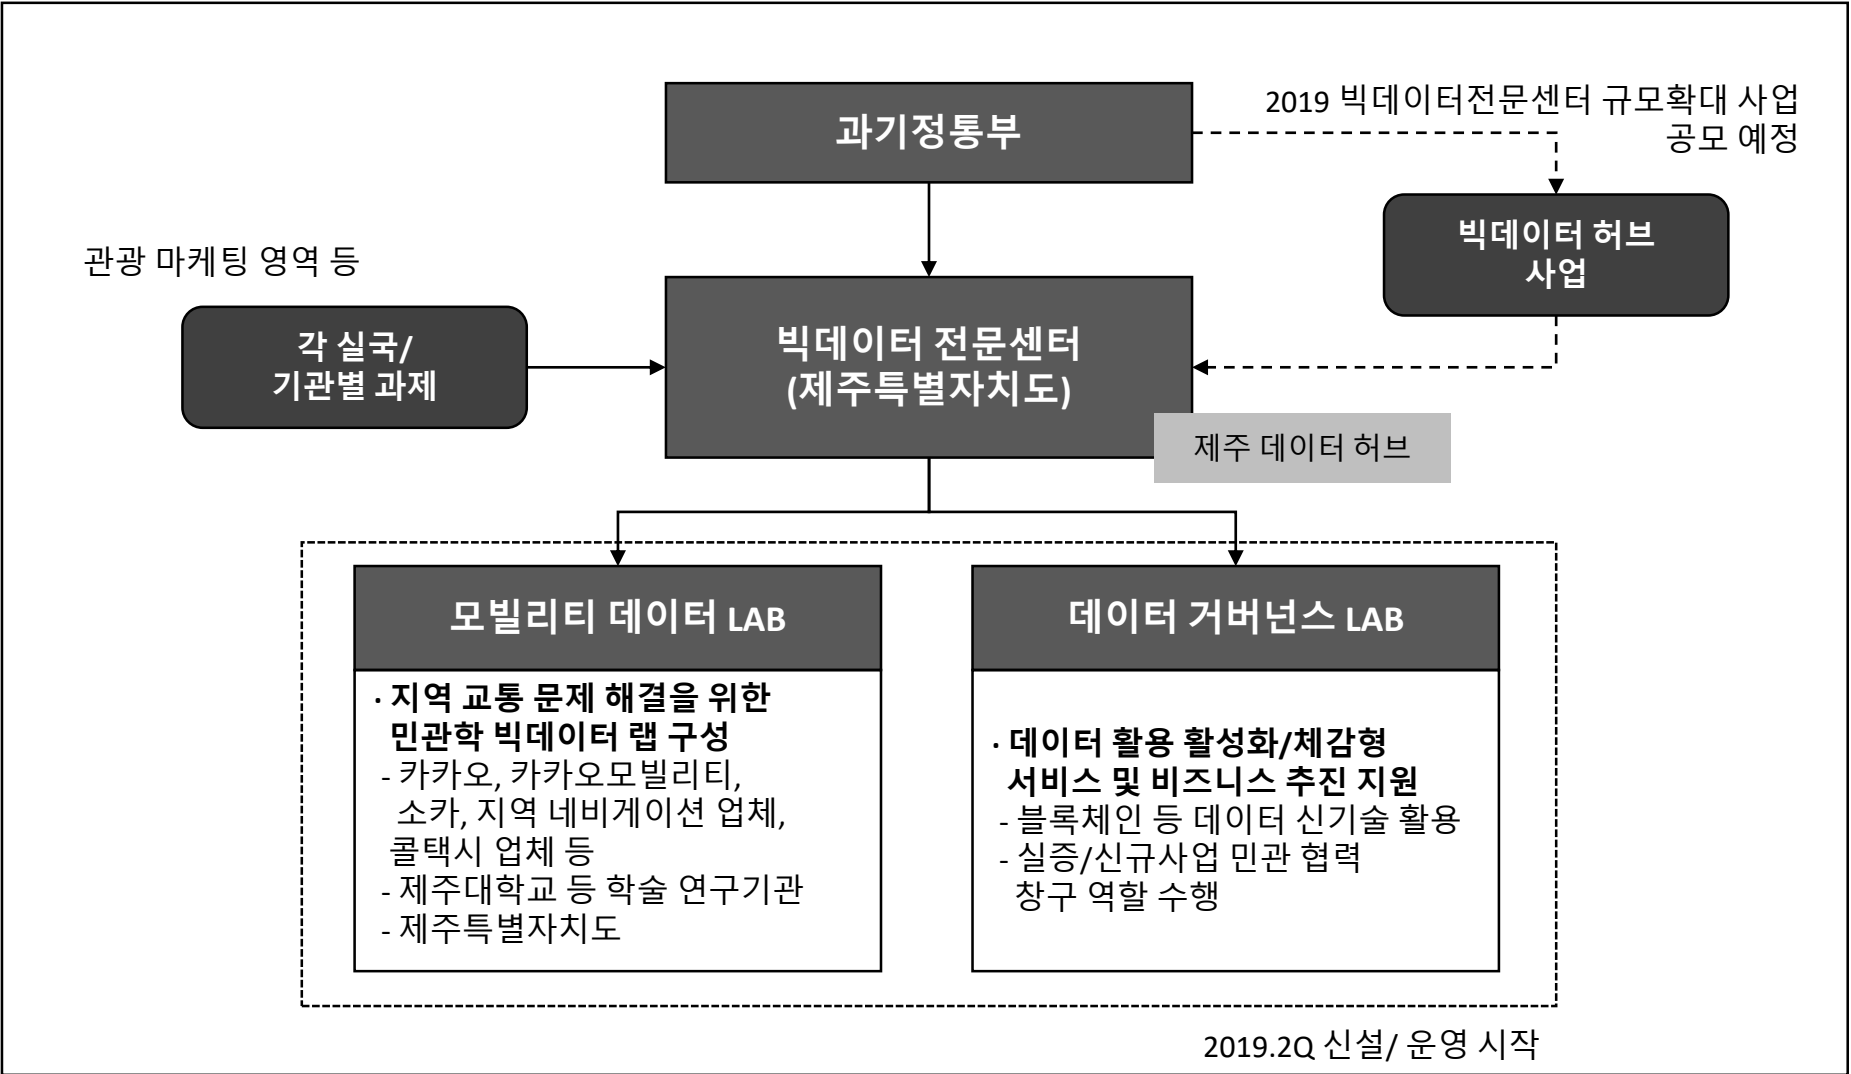 과기정통부
2019 빅데이터전문센터 규모확대 사업
공모 예정
빅데이터 허브
사업
관광 마케팅 영역 등
각 실국/
기관별 과제
빅데이터 전문센터
(제주특별자치도)
제주 데이터 허브
모빌리티 데이터 LAB
· 지역 교통 문제 해결을 위한
민관학 빅데이터 랩 구성
- 카카오, 카카오모빌리티,
소카, 지역 네비게이션 업체,
콜택시 업체 등
- 제주대학교 등 학술 연구기관
- 제주특별자치도
데이터 거버넌스 LAB
· 데이터 활용 활성화/체감형
서비스 및 비즈니스 추진 지원
- 블록체인 등 데이터 신기술 활용
- 실증/신규사업 민관 협력
창구 역할 수행
2019.2Q 신설/ 운영 시작